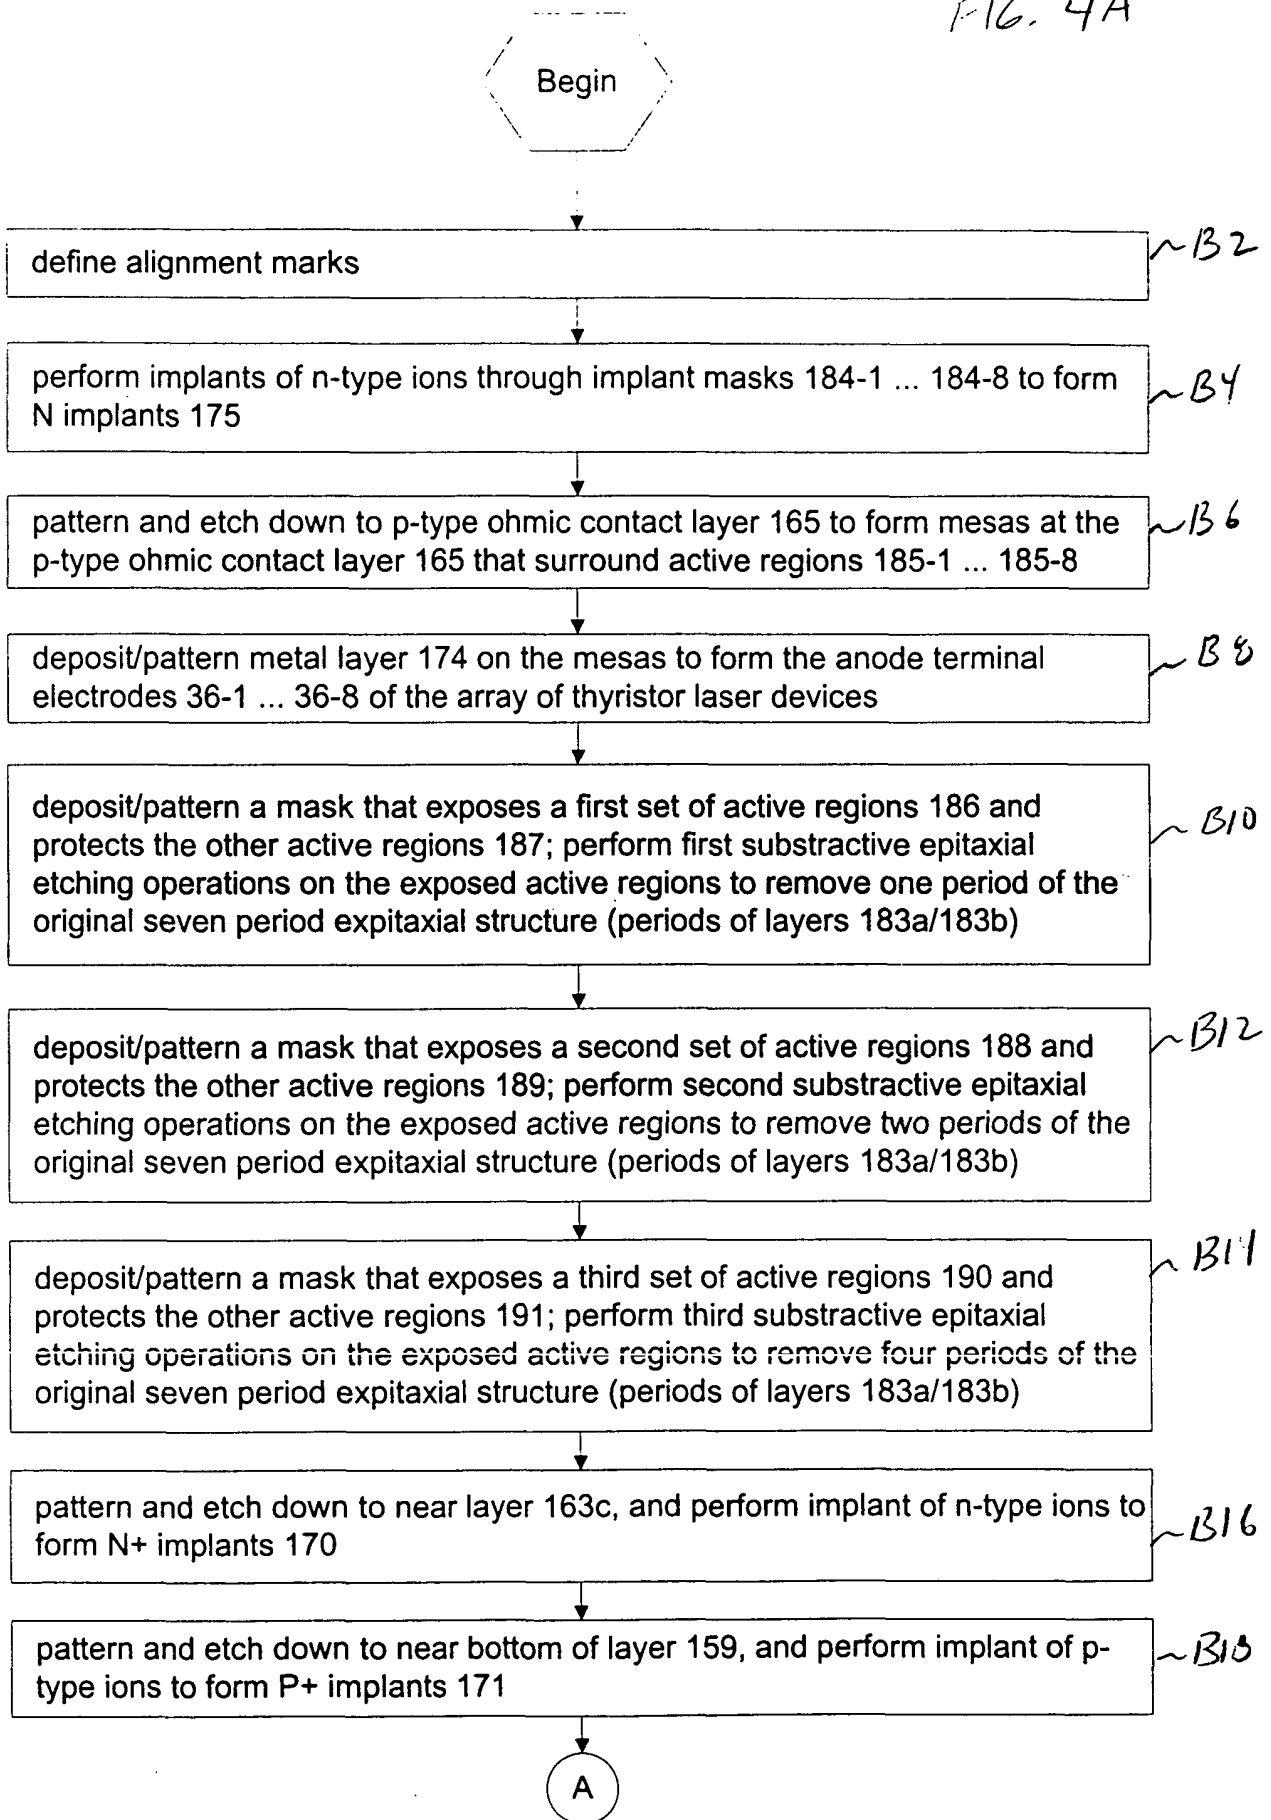 FIG. 4A
Begin
define alignment marks
~B2
perform implants of n-type ions through implant masks 184-1 ... 184-8 to form
N implants 175
~B4
pattern and etch down to p-type ohmic contact layer 165 to form mesas at the
p-type ohmic contact layer 165 that surround active regions 185-1 ... 185-8
~B6
deposit/pattern metal layer 174 on the mesas to form the anode terminal
electrodes 36-1 ... 36-8 of the array of thyristor laser devices
~B8
deposit/pattern a mask that exposes a first set of active regions 186 and
protects the other active regions 187; perform first substractive epitaxial
etching operations on the exposed active regions to remove one period of the
original seven period expitaxial structure (periods of layers 183a/183b)
~B10
deposit/pattern a mask that exposes a second set of active regions 188 and
protects the other active regions 189; perform second substractive epitaxial
etching operations on the exposed active regions to remove two periods of the
original seven period expitaxial structure (periods of layers 183a/183b)
~B12
deposit/pattern a mask that exposes a third set of active regions 190 and
protects the other active regions 191; perform third substractive epitaxial
etching operations on the exposed active regions to remove four periods of the
original seven period expitaxial structure (periods of layers 183a/183b)
~B14
pattern and etch down to near layer 163c, and perform implant of n-type ions to
form N+ implants 170
~B16
pattern and etch down to near bottom of layer 159, and perform implant of p-
type ions to form P+ implants 171
~B18
A